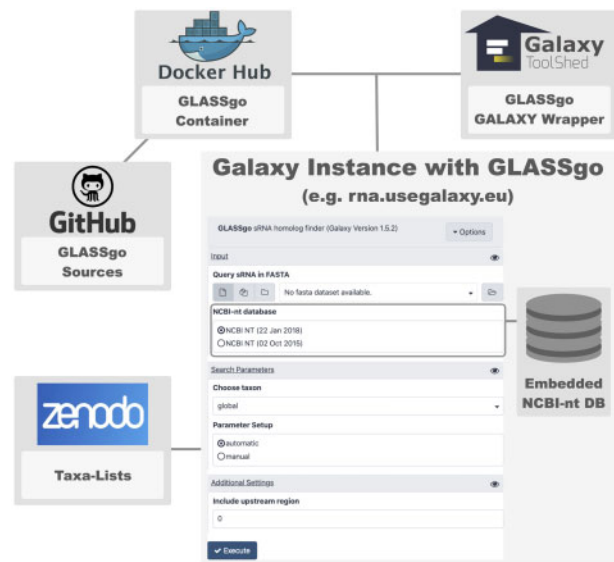 Docker Hub
GLASSgo
Container
Galaxy
ToolShed
GLASSgo
GALAXY Wrapper
GitHub
GLASSgo
Sources
Galaxy Instance with GLASSgo
(e.g. rna.usegalaxy.eu)
GLASSgo sRNA homolog finder (Galaxy Version 1.5.2)
Options
Input
Query sRNA in FASTA
No fasta dataset available.
NCBI-nt database
NCBI NT (22 Jan 2018)
NCBI NT (02 Oct 2015)
Embedded
NCBI-nt DB
Search Parameters
Choose taxon
global
Parameter Setup
automatic
manual
zenodo
Taxa-Lists
Additional Settings
Include upstream region
0
Execute